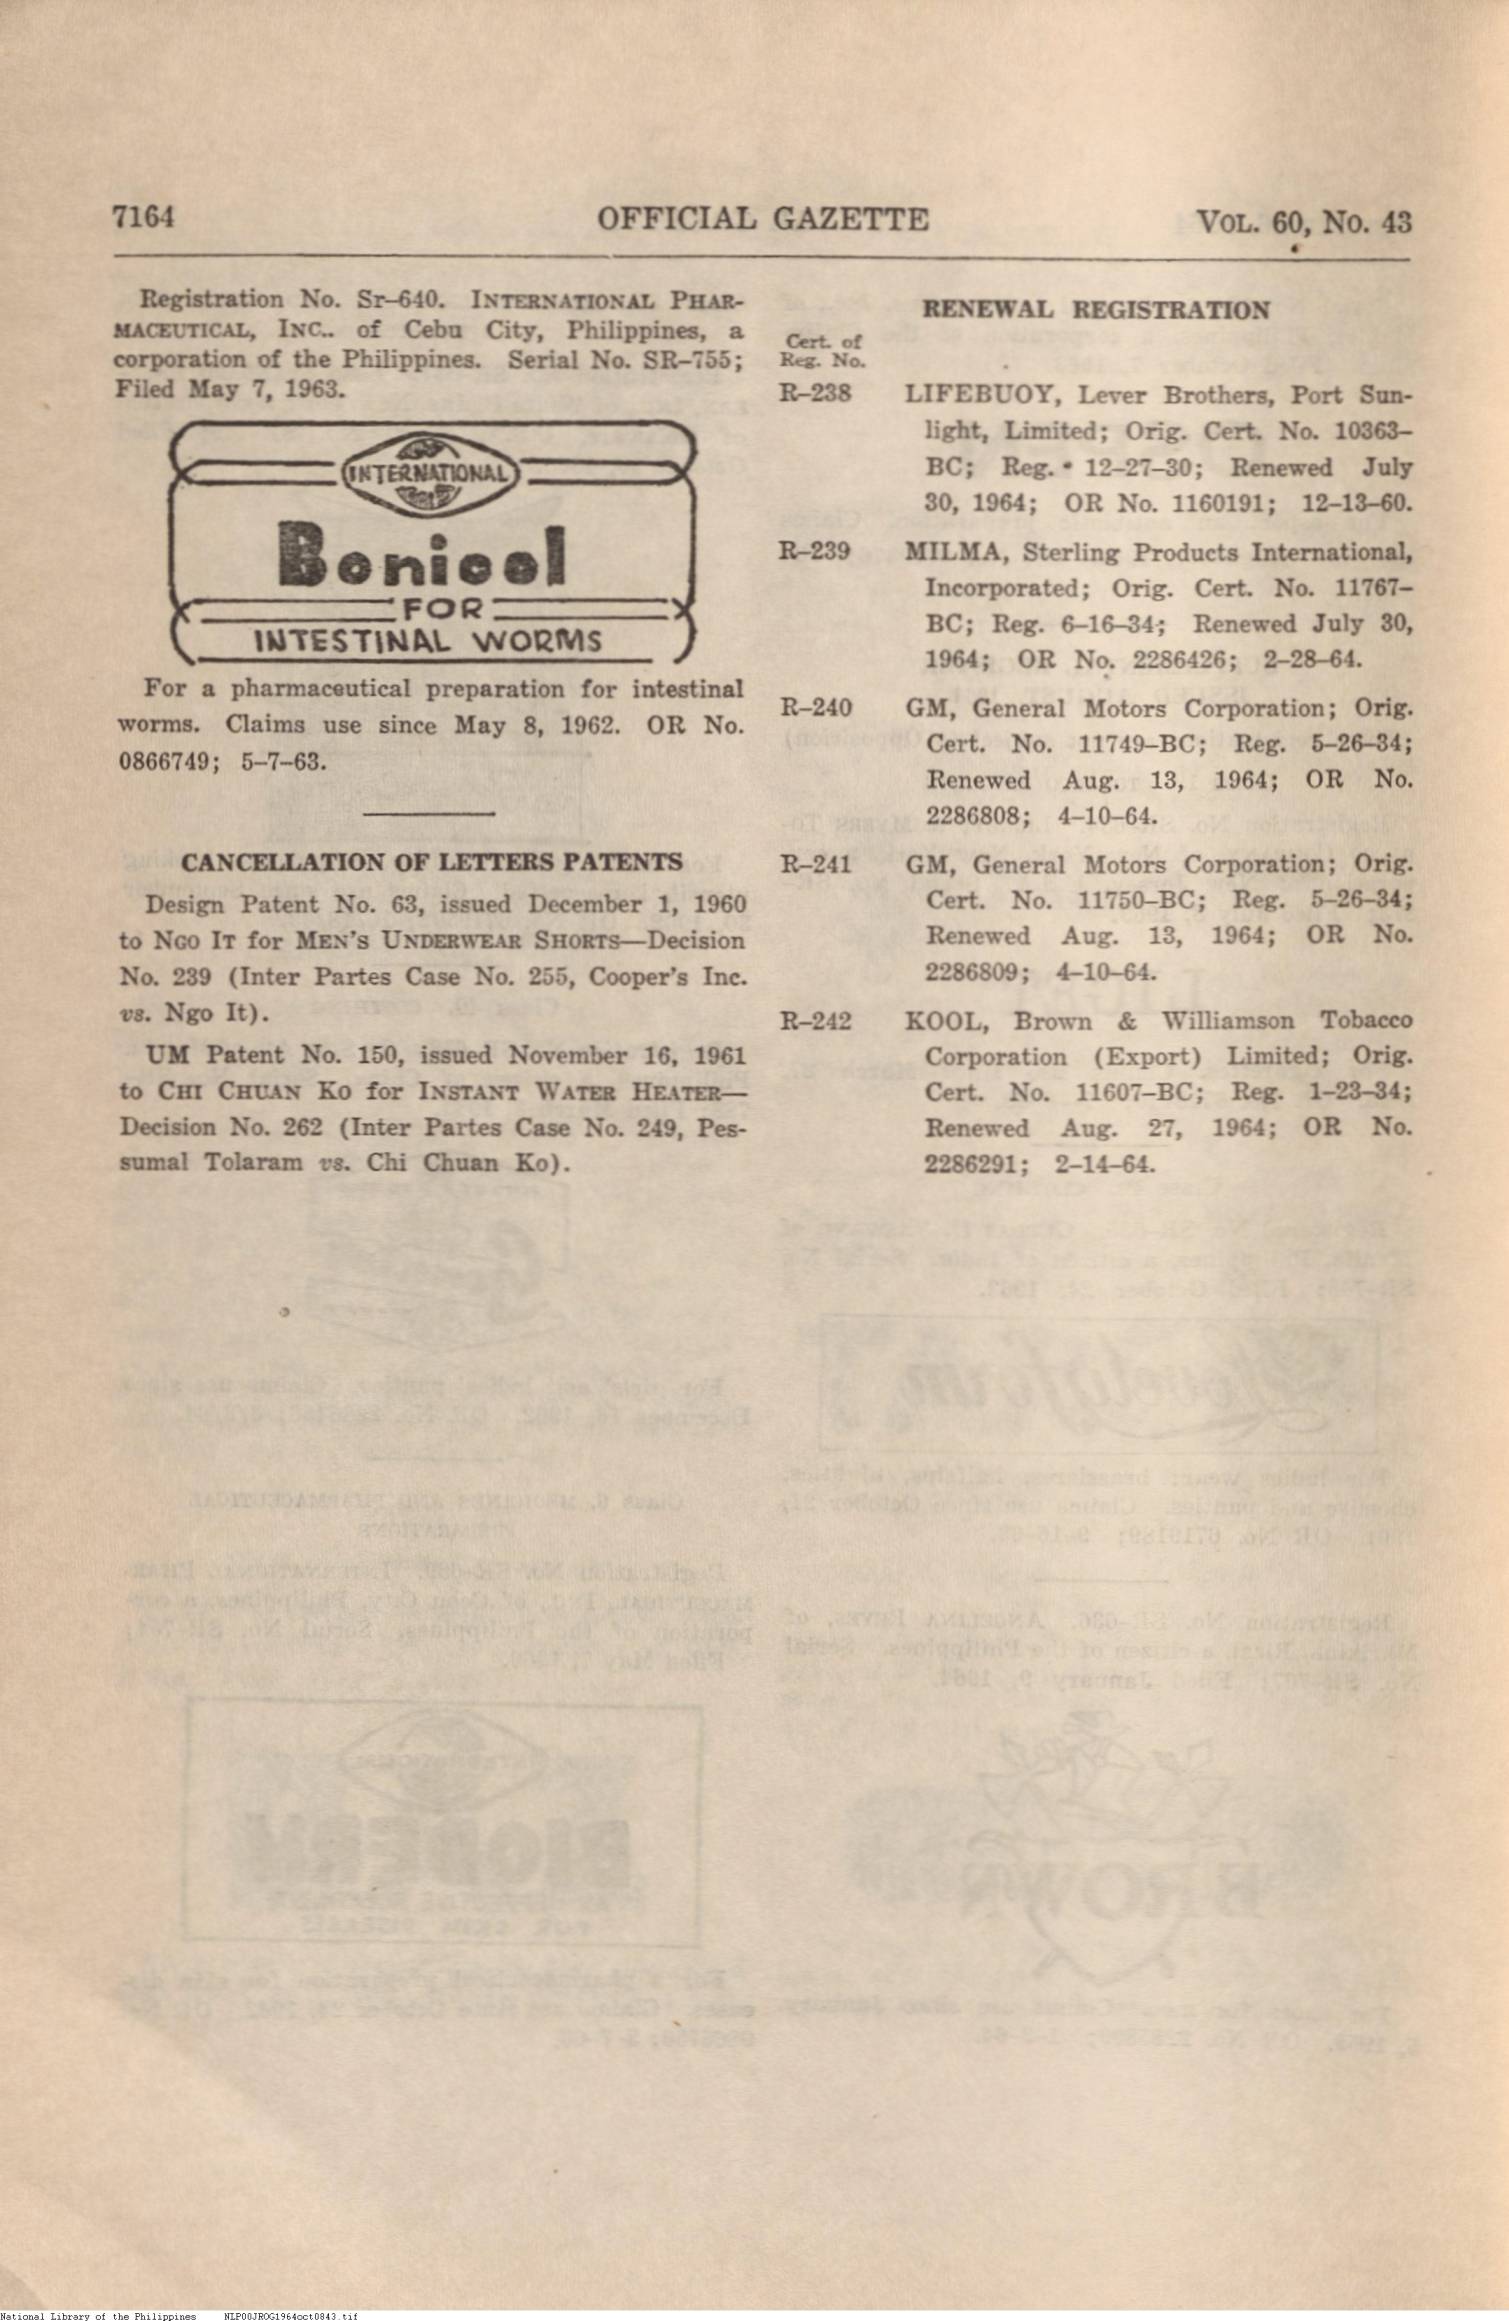 7164 OFFICIAL GAZETTE VOL. 60, No. 43
Registration No. Sr–640. INTERNATIONAL PHAR-
MACEUTICAL, INC.. of Cebu City, Philippines, a
corporation of the Philippines. Serial No. SR–755;
Filed May 7, 1963.
INTERNATIONAL
Bonicel
FOR
INTESTINAL WORMS
For a pharmaceutical preparation for intestinal
worms. Claims use since May 8, 1962. OR No.
0866749; 5–7–63.
CANCELLATION OF LETTERS PATENTS
Design Patent No. 63, issued December 1, 1960
to NGO IT for MEN'S UNDERWEAR SHORTS—Decision
No. 239 (Inter Partes Case No. 255, Cooper's Inc.
vs. Ngo It).
UM Patent No. 150, issued November 16, 1961
to CHI CHUAN KO for INSTANT WATER HEATER—
Decision No. 262 (Inter Partes Case No. 249, Pes-
sumal Tolaram vs. Chi Chuan Ko).
RENEWAL REGISTRATION
Cert. of
Reg. No.
R–238 LIFEBUOY, Lever Brothers, Port Sun-
light, Limited; Orig. Cert. No. 10363–
BC; Reg. 12–27–30; Renewed July
30, 1964; OR No. 1160191; 12–13–60.
R–239 MILMA, Sterling Products International,
Incorporated; Orig. Cert. No. 11767–
BC; Reg. 6–16–34; Renewed July 30,
1964; OR No. 2286426; 2–28–64.
R–240 GM, General Motors Corporation; Orig.
Cert. No. 11749–BC; Reg. 5–26–34;
Renewed Aug. 13, 1964; OR No.
2286808; 4–10–64.
R–241 GM, General Motors Corporation; Orig.
Cert. No. 11750–BC; Reg. 5–26–34;
Renewed Aug. 13, 1964; OR No.
2286809; 4–10–64.
R–242 KOOL, Brown & Williamson Tobacco
Corporation (Export) Limited; Orig.
Cert. No. 11607–BC; Reg. 1–23–34;
Renewed Aug. 27, 1964; OR No.
2286291; 2–14–64.
National Library of the Philippines NLP00JROG1964oct0843.tif